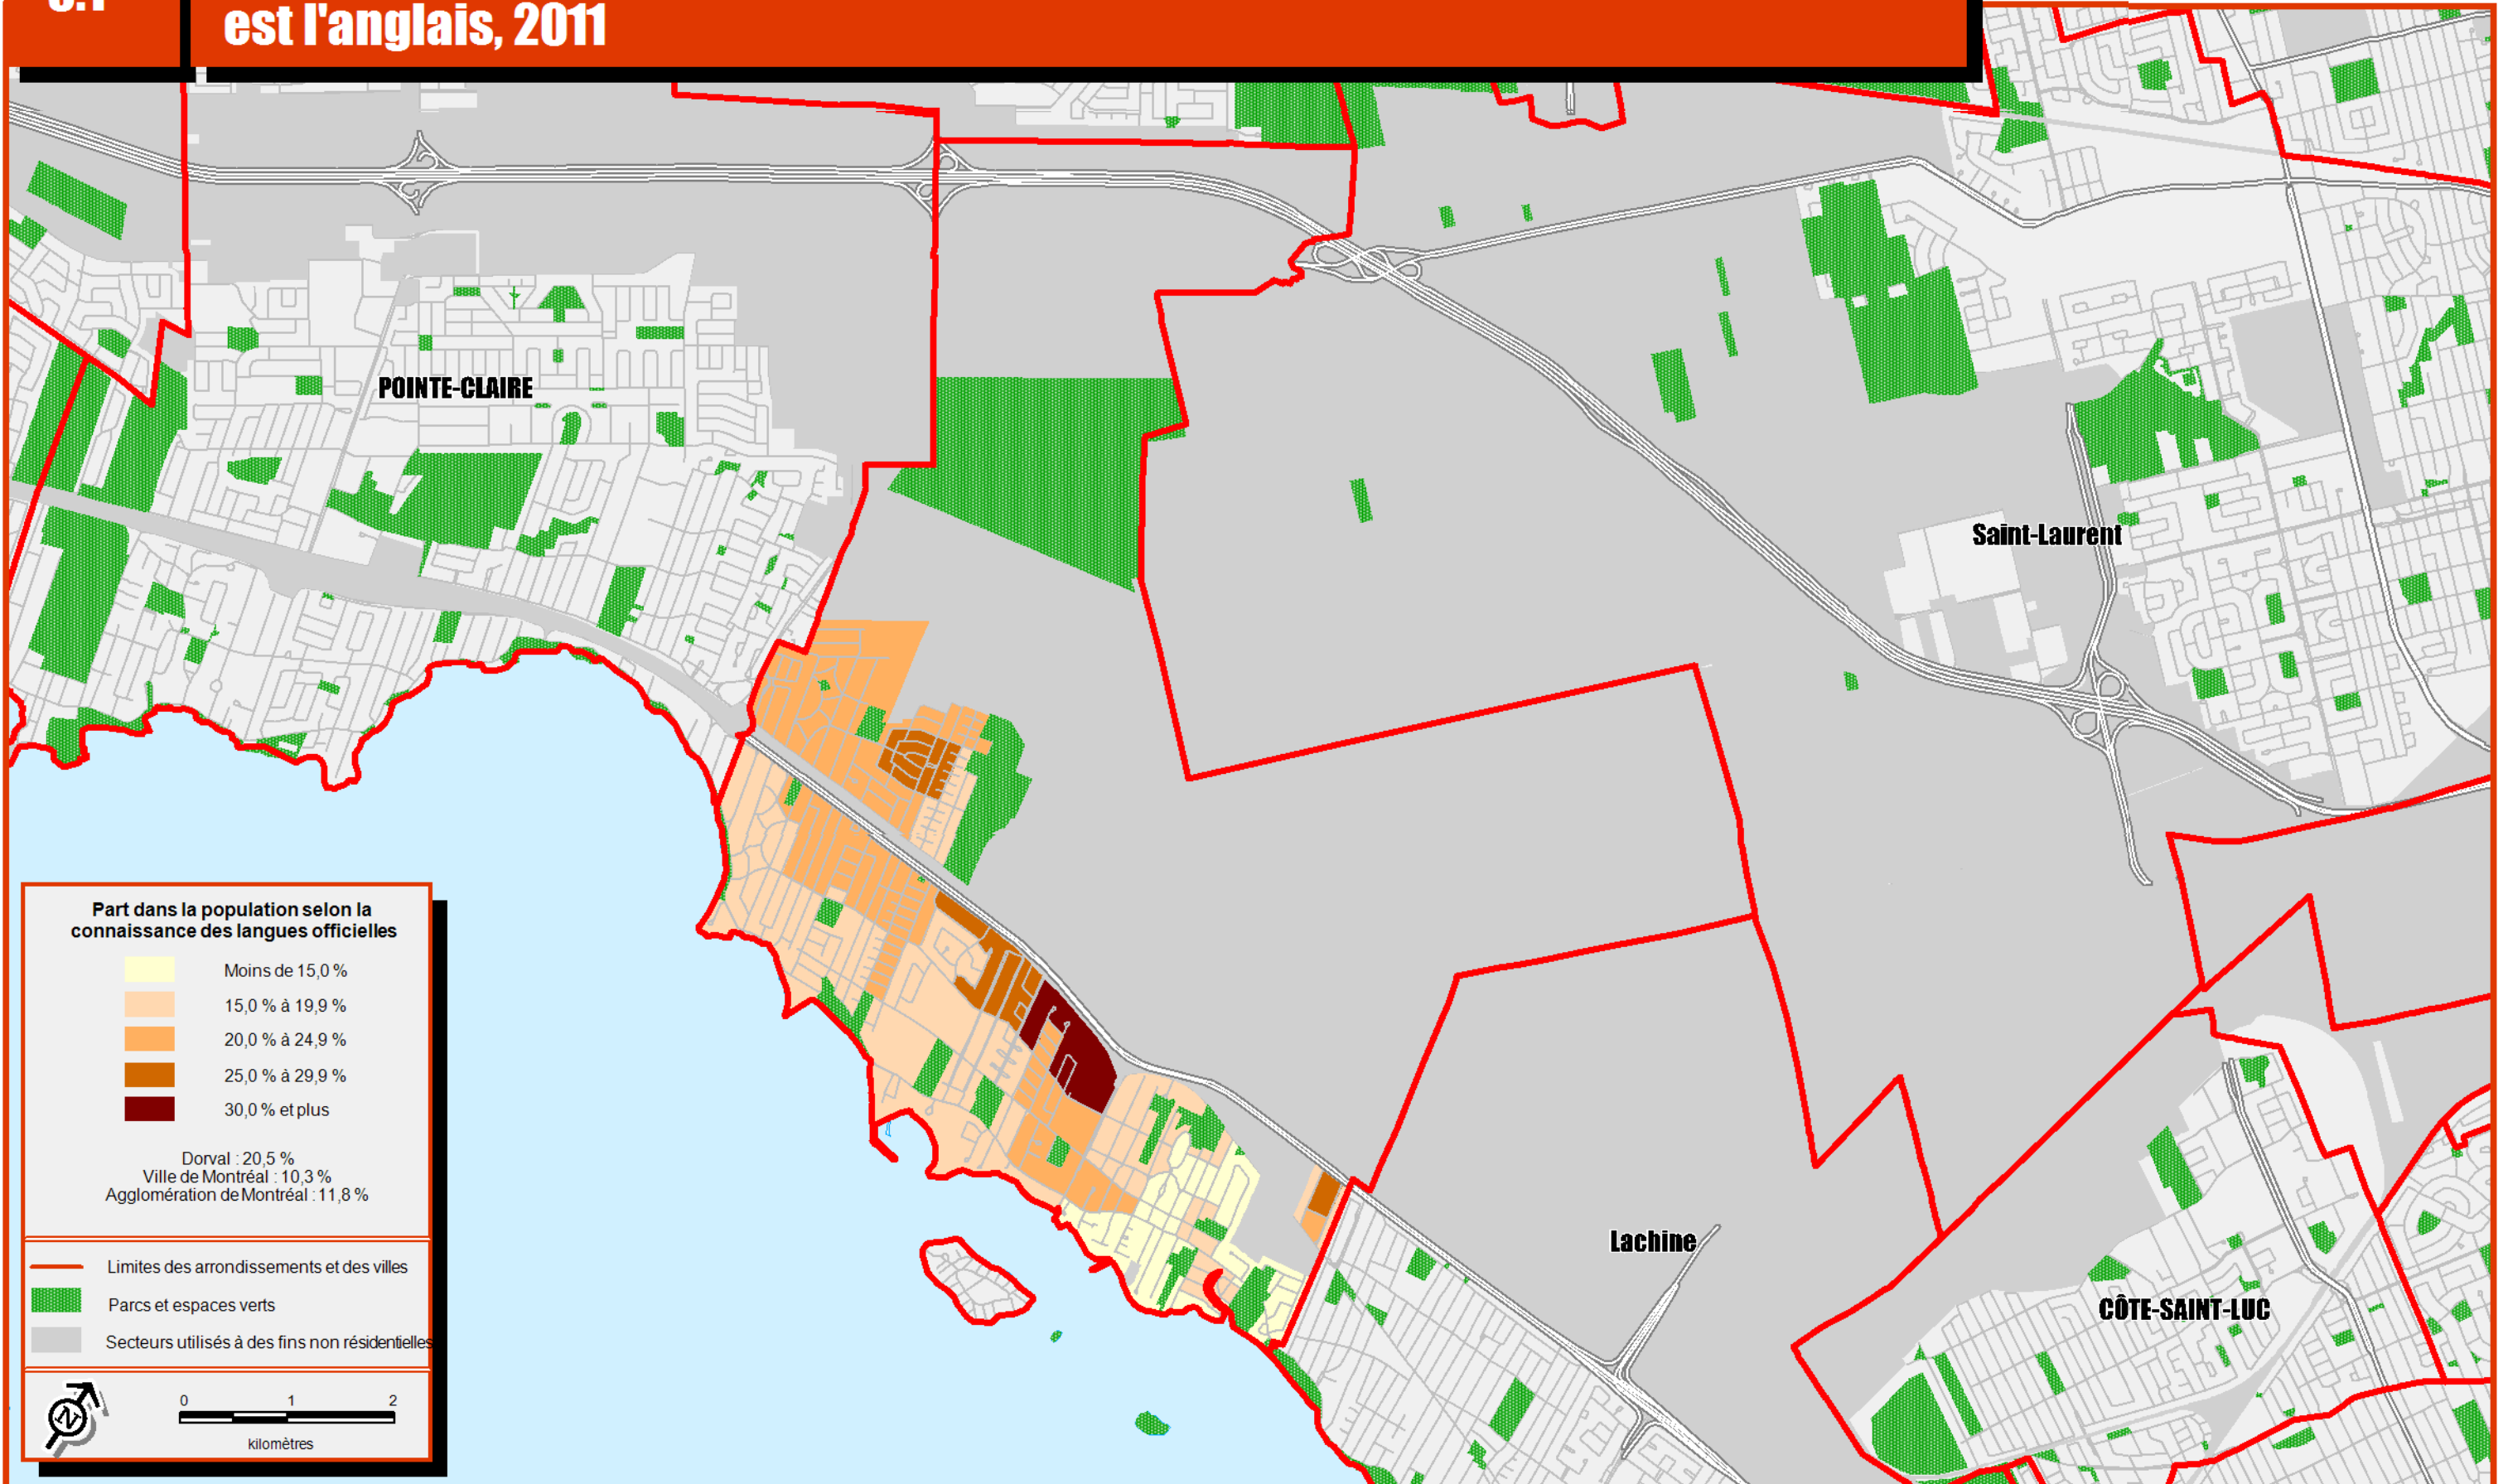 est l'anglais, 2011
POINTE-CLAIRE
Saint-Laurent
Lachine
CÔTE-SAINT-LUC
Part dans la population selon la
connaissance des langues officielles
Moins de 15,0 %
15,0 % à 19,9 %
20,0 % à 24,9 %
25,0 % à 29,9 %
30,0 % et plus
Dorval : 20,5 %
Ville de Montréal : 10,3 %
Agglomération de Montréal : 11,8 %
Limites des arrondissements et des villes
Parcs et espaces verts
Secteurs utilisés à des fins non résidentielles
N
0 1 2
kilomètres